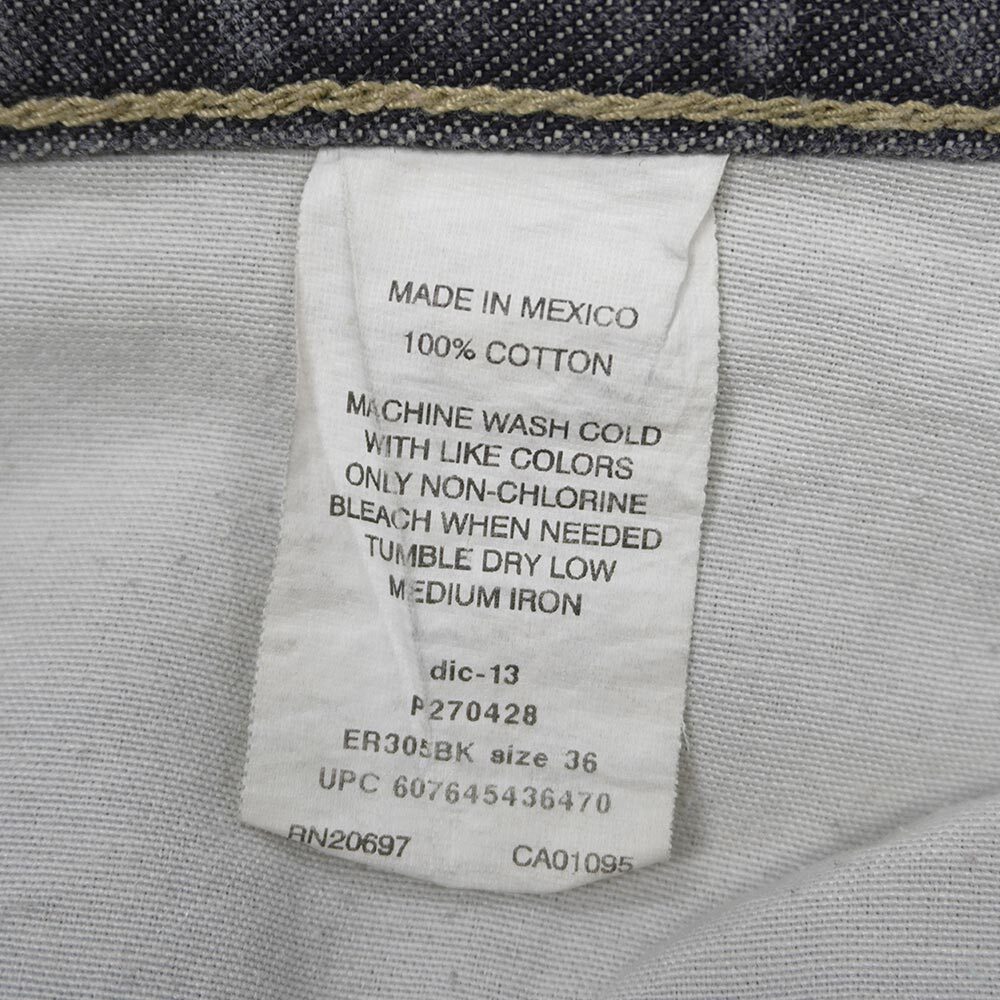 MADE IN MEXICO
100% COTTON
MACHINE WASH COLD
WITH LIKE COLORS
ONLY NON-CHLORINE
BLEACH WHEN NEEDED
TUMBLE DRY LOW
MEDIUM IRON
dic-13
P270428
ER305BK size 36
UPC 607645436470
RN20697 CA01095